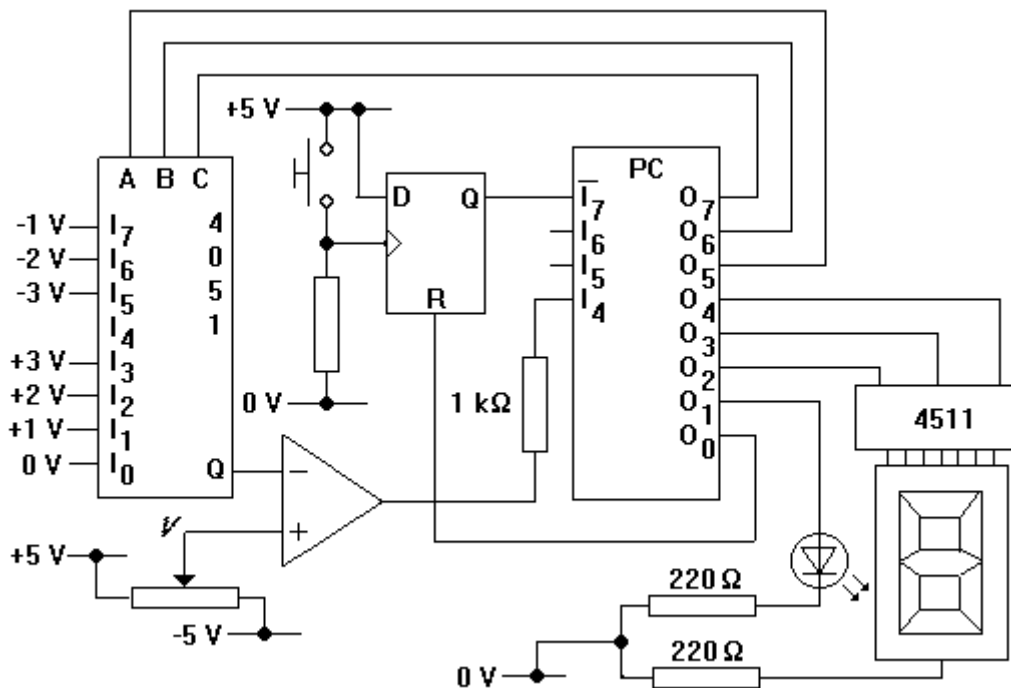 +5 V
PC
A B C
D Q
I7 O7
-1 V I7 4
I6 O6
-2 V I6 0
I5 O5
-3 V I5 5
R
I4 O4
I4 1
O3
+3 V I3
O2
+2 V I2
0 V
1 kΩ
O1
4511
+1 V I1
O0
0 V I0 Q
−
V
+
+5 V
220 Ω
-5 V
220 Ω
0 V